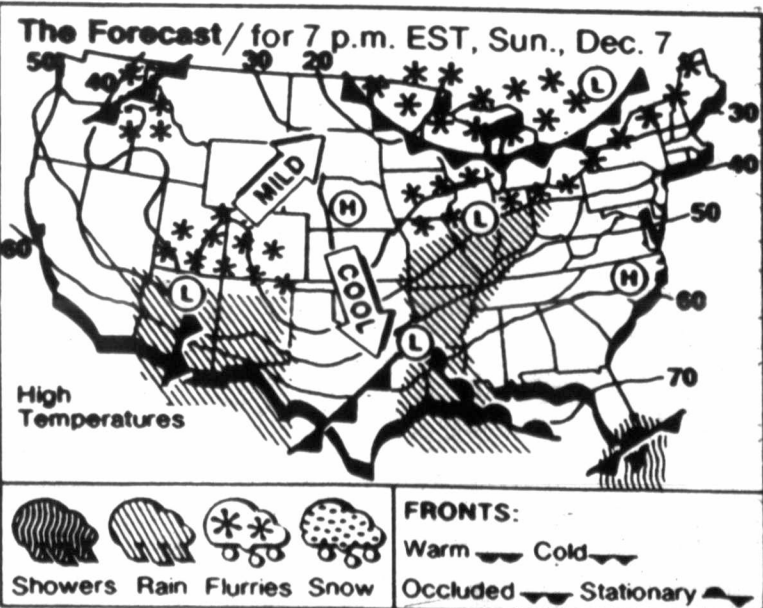 The Forecast / for 7 p.m. EST, Sun., Dec. 7
50 40 30 20
L
30
MILD
40
H
L
50
60
COOL
L
H
60
L
70
High
Temperatures
FRONTS:
Warm Cold
Showers Rain Flurries Snow
Occluded Stationary